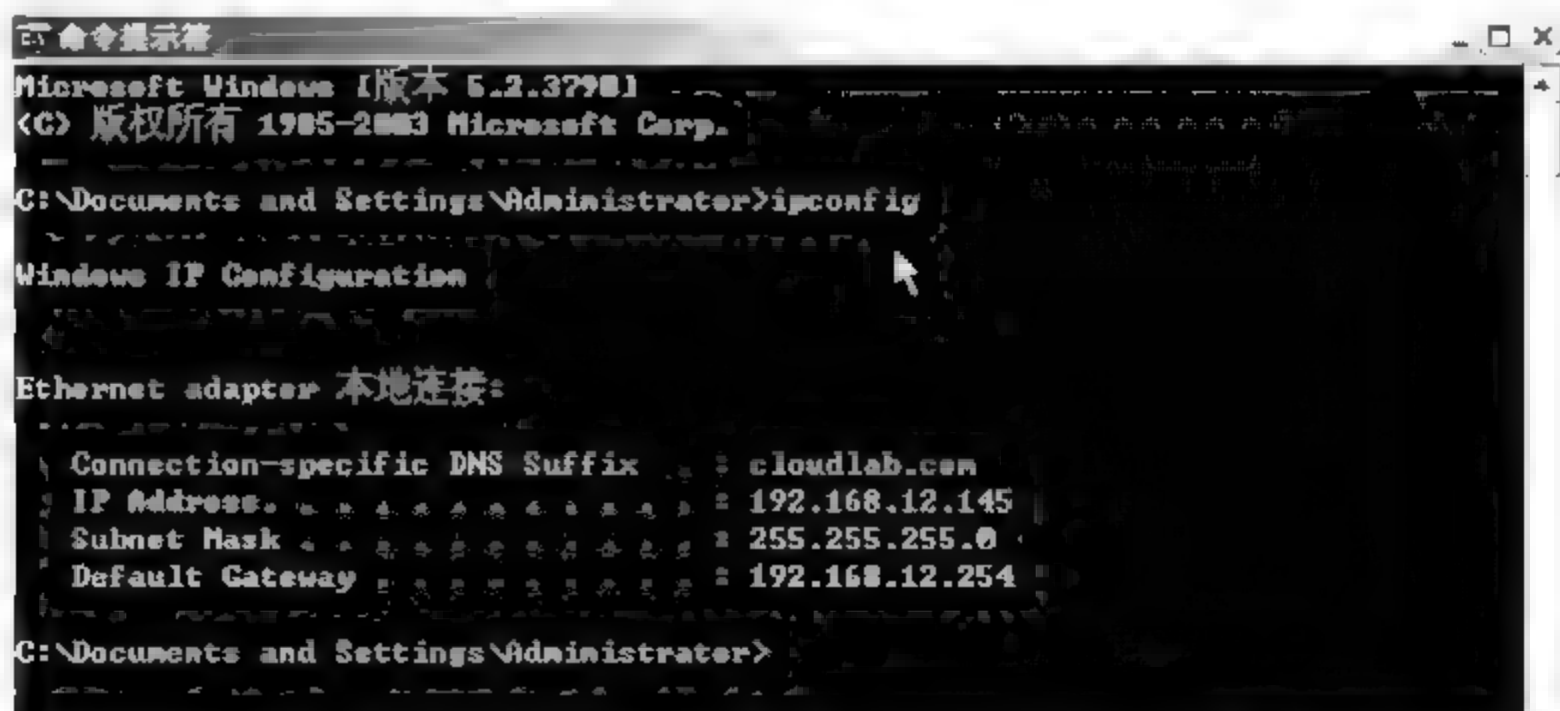 命令提示符
Microsoft Windows [版本 5.2.3790]
(C) 版权所有 1985-2003 Microsoft Corp.
C:\Documents and Settings\Administrator>ipconfig
Windows IP Configuration
Ethernet adapter 本地连接:
Connection-specific DNS Suffix . : cloudlab.com
IP Address. . . . . . . . . . . . : 192.168.12.145
Subnet Mask . . . . . . . . . . . : 255.255.255.0
Default Gateway . . . . . . . . . : 192.168.12.254
C:\Documents and Settings\Administrator>